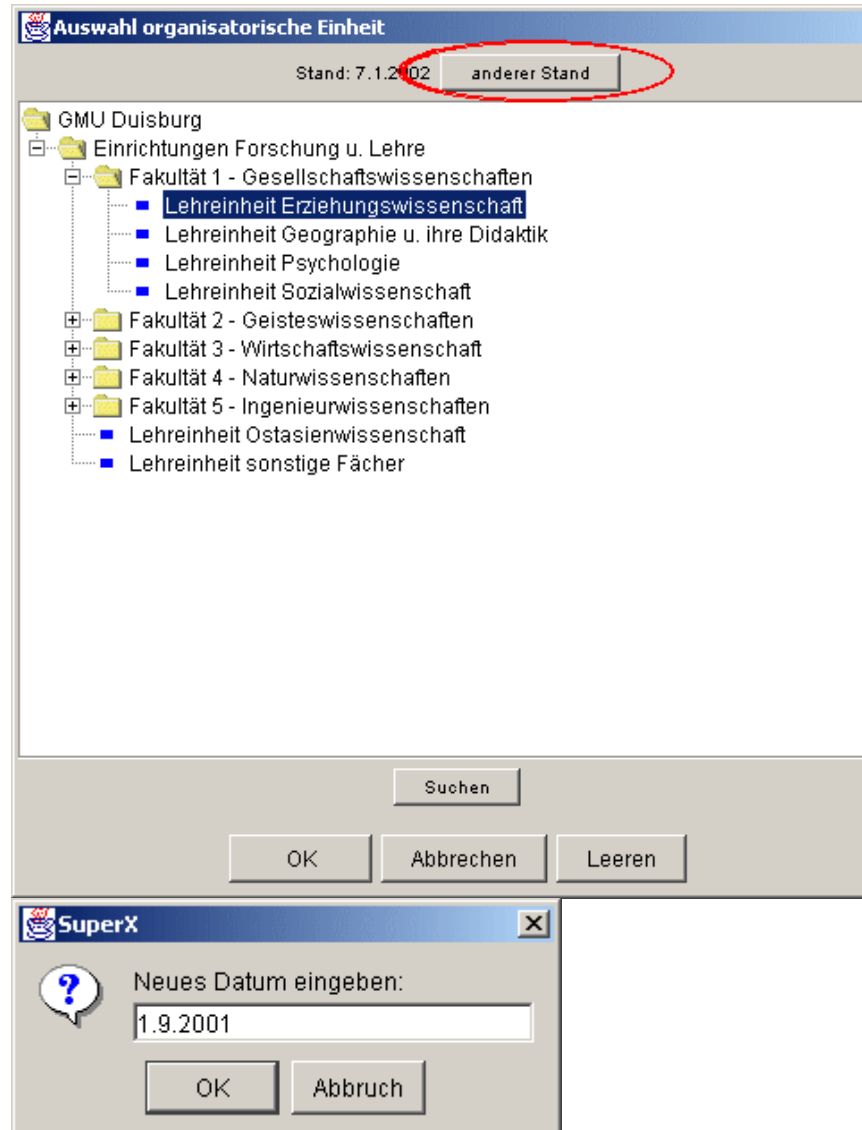 Auswahl organisatorische Einheit
Stand: 7.1.2002 anderer Stand
GMU Duisburg
Einrichtungen Forschung u. Lehre
Fakultät 1 - Gesellschaftswissenschaften
Lehreinheit Erziehungswissenschaft
Lehreinheit Geographie u. ihre Didaktik
Lehreinheit Psychologie
Lehreinheit Sozialwissenschaft
Fakultät 2 - Geisteswissenschaften
Fakultät 3 - Wirtschaftswissenschaft
Fakultät 4 - Naturwissenschaften
Fakultät 5 - Ingenieurwissenschaften
Lehreinheit Ostasienwissenschaft
Lehreinheit sonstige Fächer
Suchen
OK Abbrechen Leeren
SuperX
Neues Datum eingeben:
1.9.2001
OK Abbruch